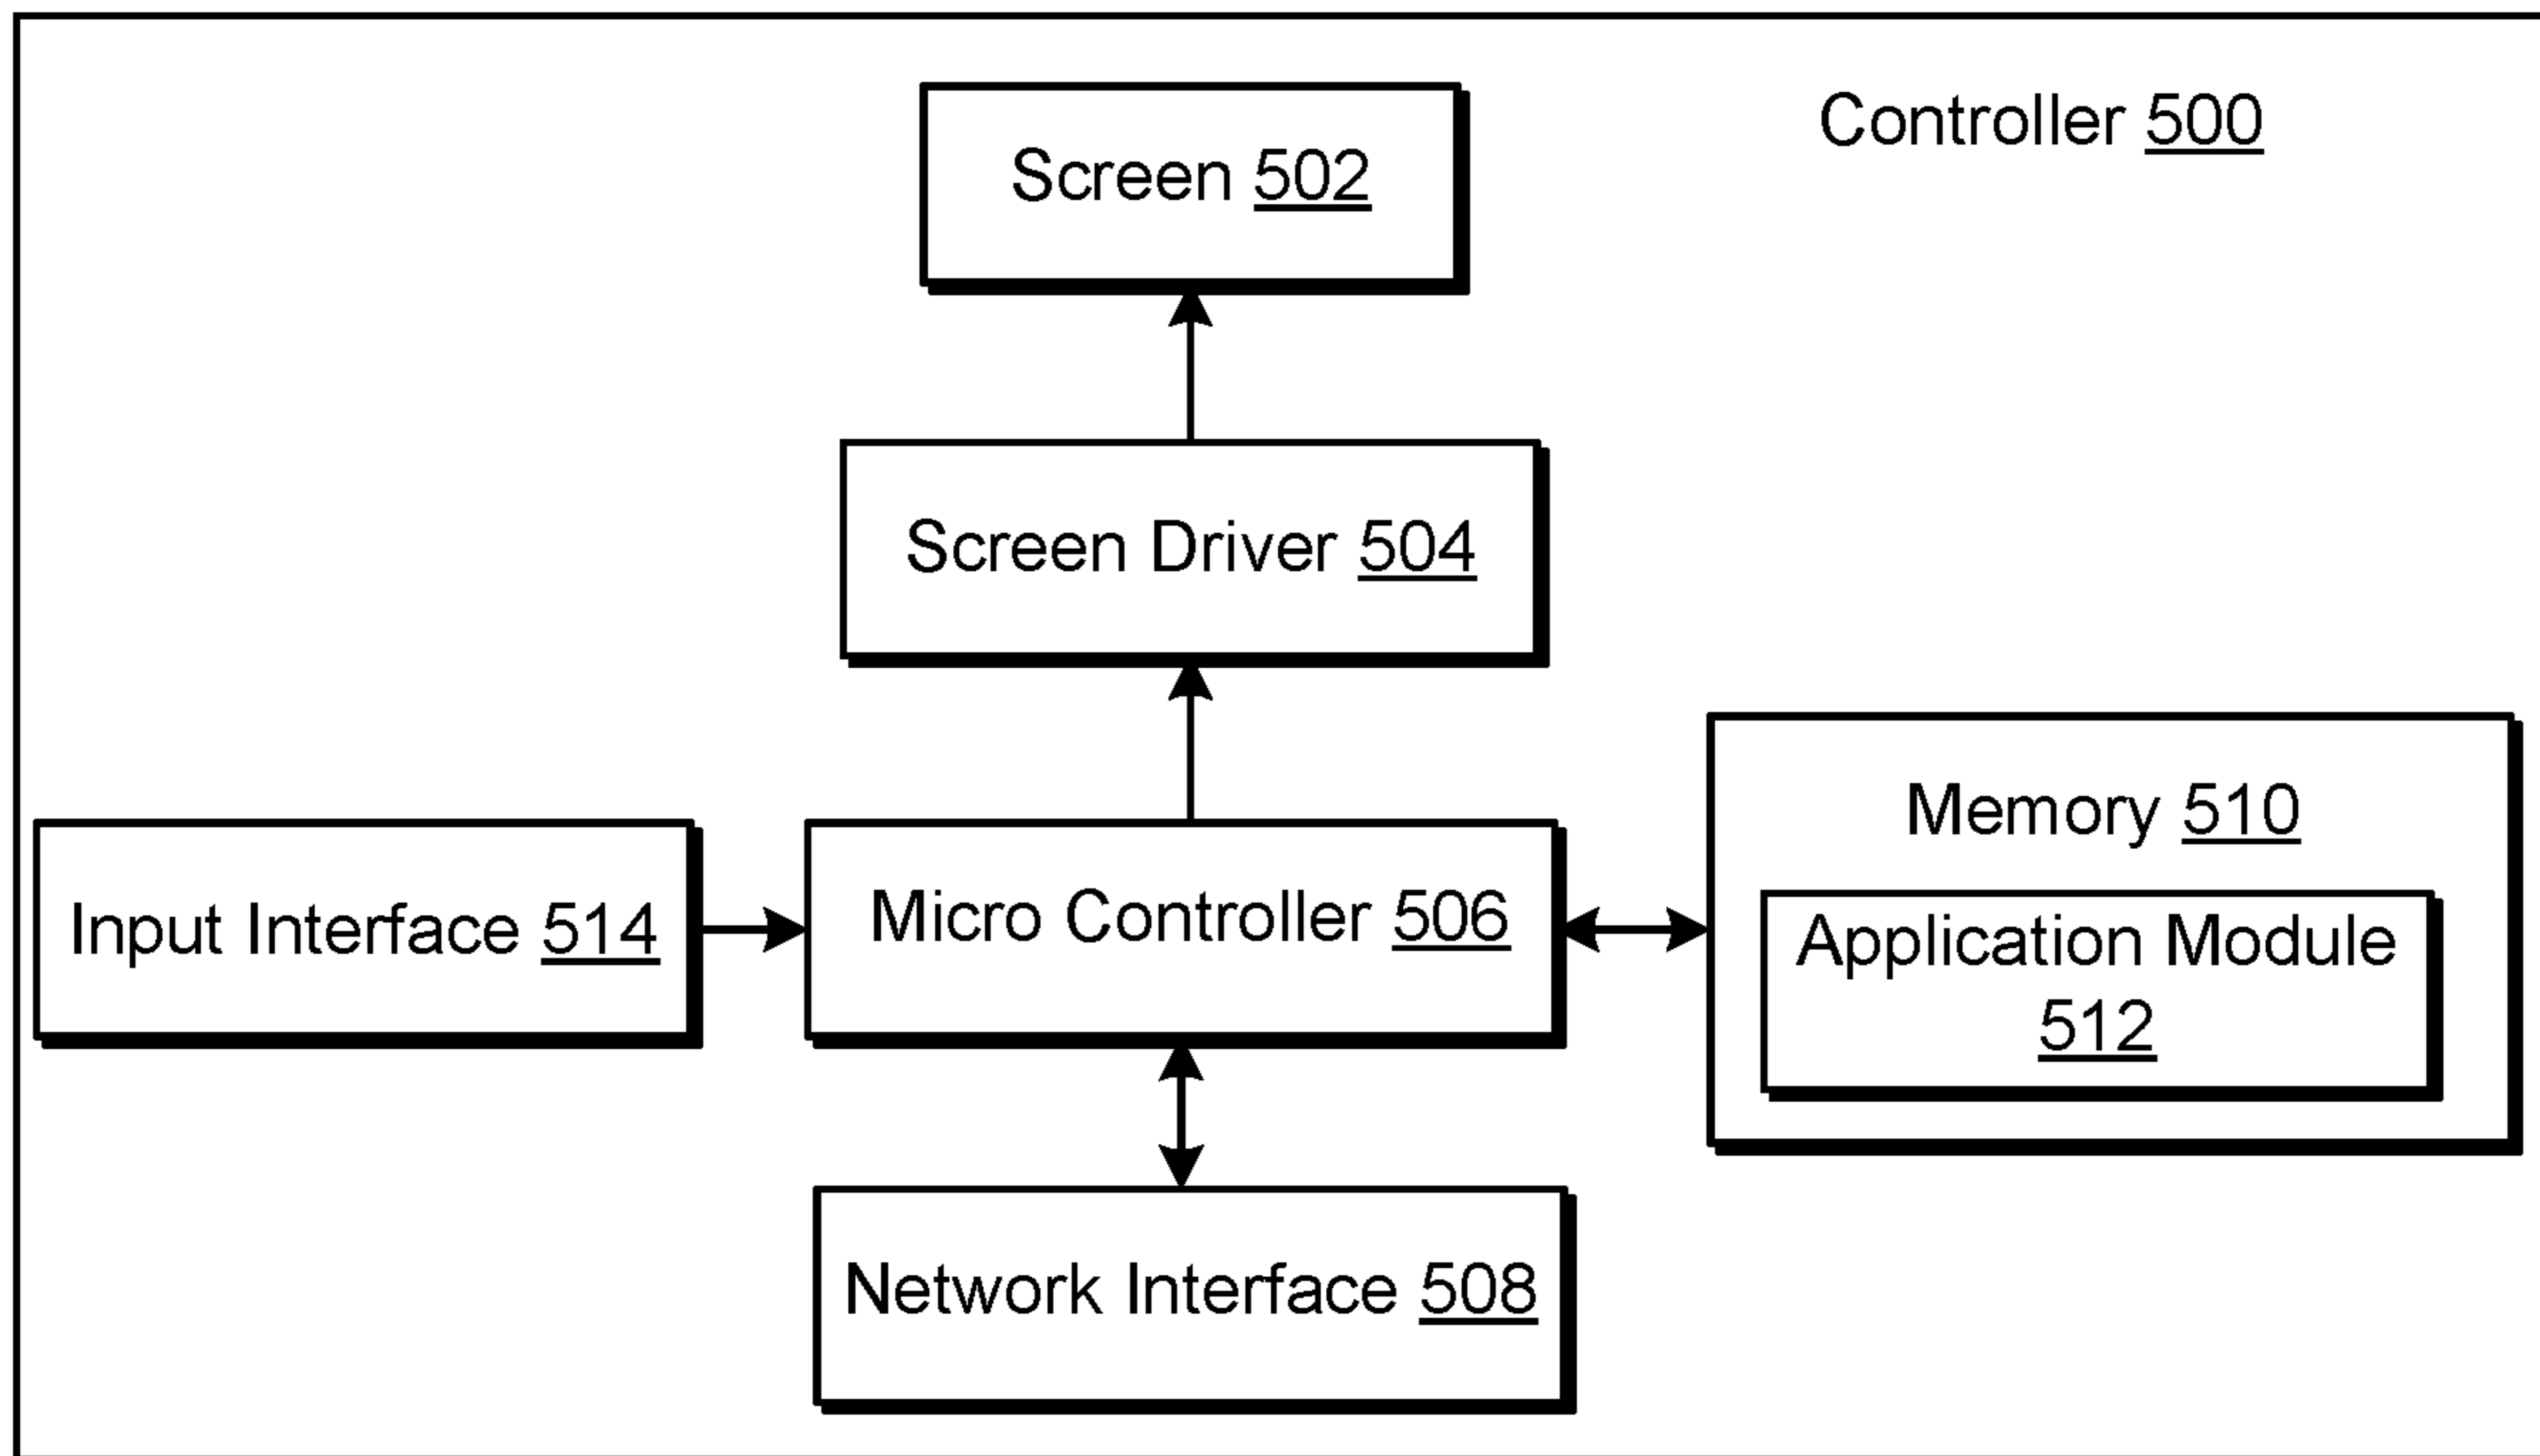 Controller 500
Screen 502
Screen Driver 504
Memory 510
Input Interface 514
Micro Controller 506
Application Module
512
Network Interface 508